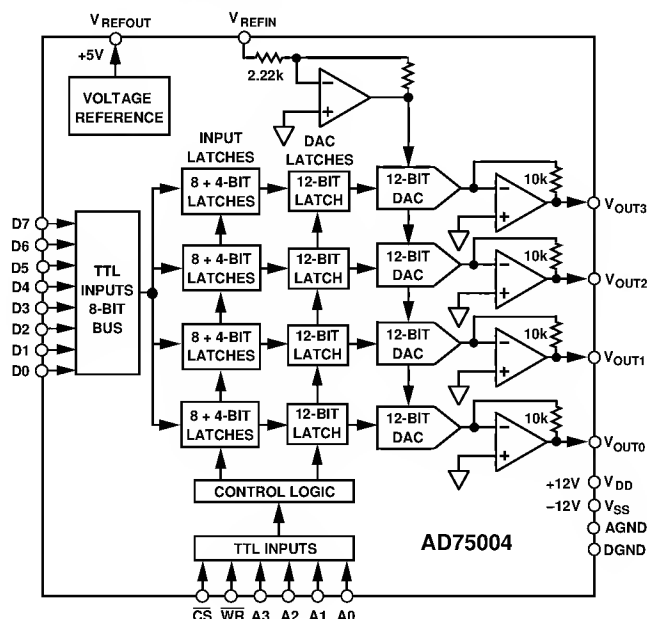 V REFOUT
V REFIN
+5V
2.22k
VOLTAGE
REFERENCE
INPUT
LATCHES
DAC
LATCHES
8 + 4-BIT
LATCHES
12-BIT
LATCH
12-BIT
DAC
10k
VOUT3
D7
D6
D5
D4
D3
D2
D1
D0
TTL
INPUTS
8-BIT
BUS
8 + 4-BIT
LATCHES
12-BIT
LATCH
12-BIT
DAC
10k
VOUT2
8 + 4-BIT
LATCHES
12-BIT
LATCH
12-BIT
DAC
10k
VOUT1
8 + 4-BIT
LATCHES
12-BIT
LATCH
12-BIT
DAC
10k
VOUT0
CONTROL LOGIC
+12V VDD
–12V VSS
AGND
DGND
TTL INPUTS
AD75004
CS WR A3 A2 A1 A0